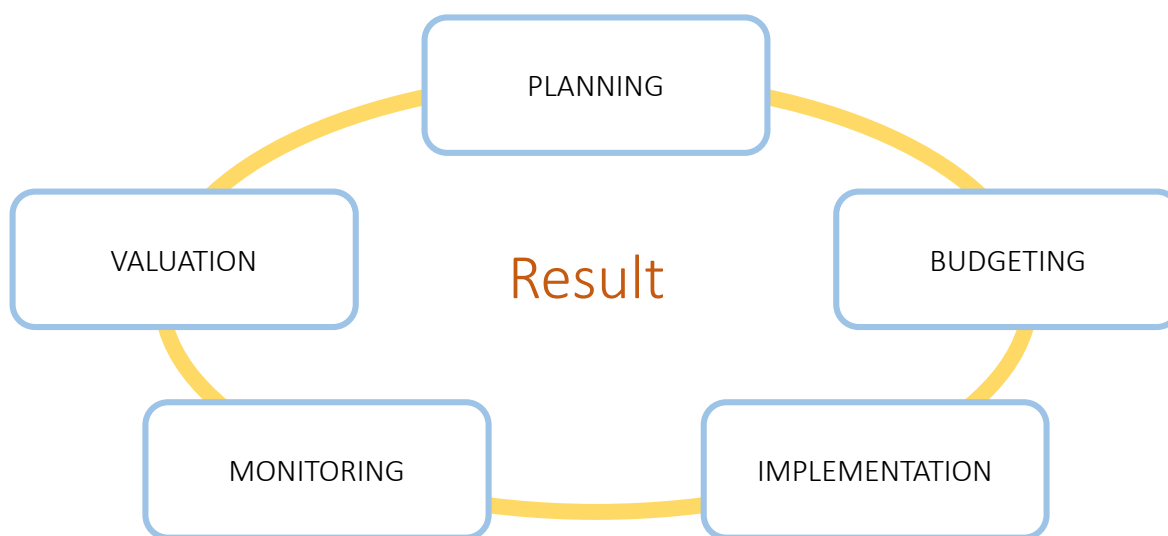 PLANNING
VALUATION
Result
BUDGETING
MONITORING
IMPLEMENTATION